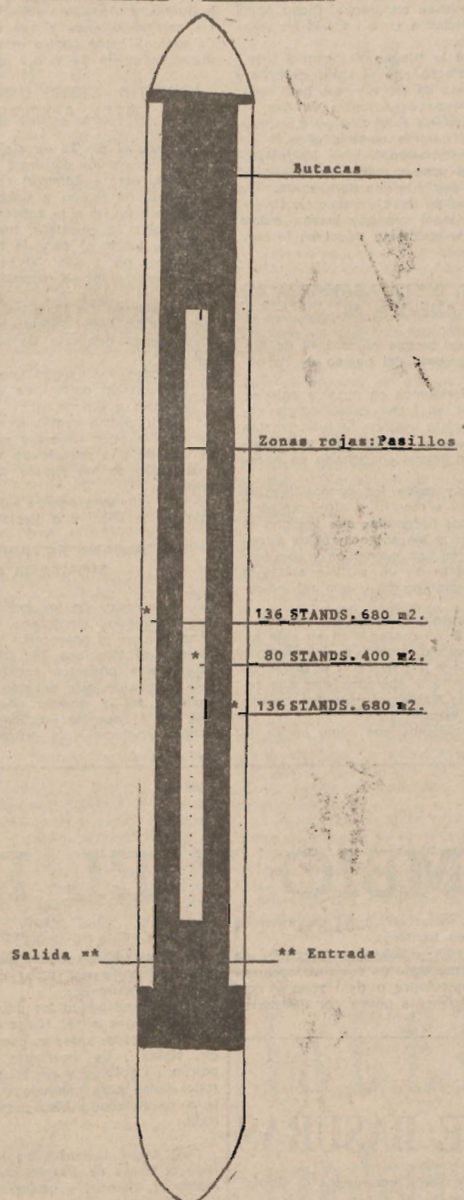 Butacas
Zonas rojas:Pasillos
*
136 STANDS. 680 m2.
*
80 STANDS. 400 m2.
*
136 STANDS. 680 m2.
Salida =*
** Entrada